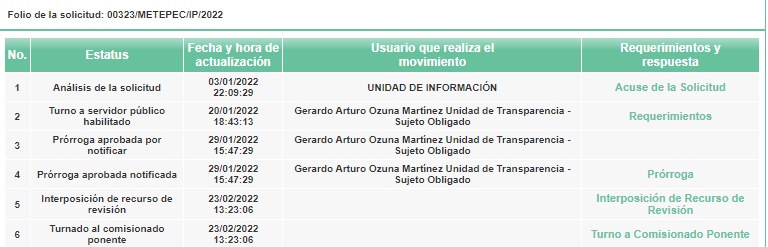 Folio de la solicitud: 00323/METEPEC/IP/2022
No. Estatus Fecha y hora de actualización Usuario que realiza el movimiento Requerimientos y respuesta
1 Análisis de la solicitud 03/01/2022 22:09:29 UNIDAD DE INFORMACIÓN Acuse de la Solicitud
2 Turno a servidor público habilitado 20/01/2022 18:43:13 Gerardo Arturo Ozuna Martínez Unidad de Transparencia - Sujeto Obligado Requerimientos
3 Prórroga aprobada por notificar 29/01/2022 15:47:29 Gerardo Arturo Ozuna Martínez Unidad de Transparencia - Sujeto Obligado
4 Prórroga aprobada notificada 29/01/2022 15:47:29 Gerardo Arturo Ozuna Martínez Unidad de Transparencia - Sujeto Obligado Prórroga
5 Interposición de recurso de revisión 23/02/2022 13:23:06 Interposición de Recurso de Revisión
6 Turnado al comisionado ponente 23/02/2022 13:23:06 Turno a Comisionado Ponente